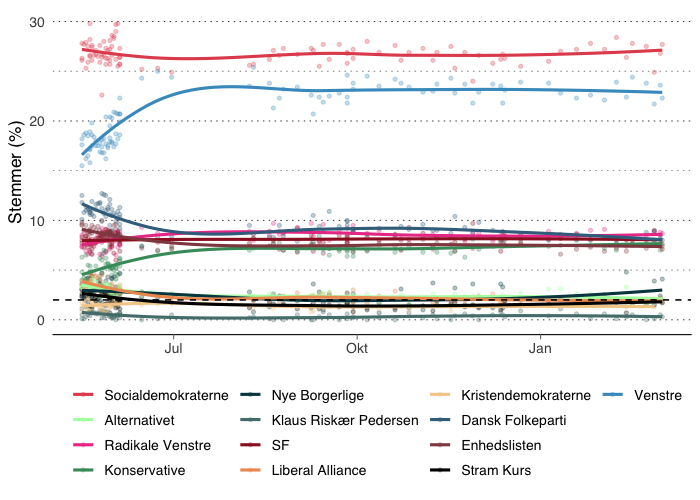 30
20
10
0
Stemmer (%)
Jul Okt Jan
Socialdemokraterne Nye Borgerlige Kristendemokraterne Venstre
Alternativet Klaus Riskær Pedersen Dansk Folkeparti
Radikale Venstre SF Enhedslisten
Konservative Liberal Alliance Stram Kurs